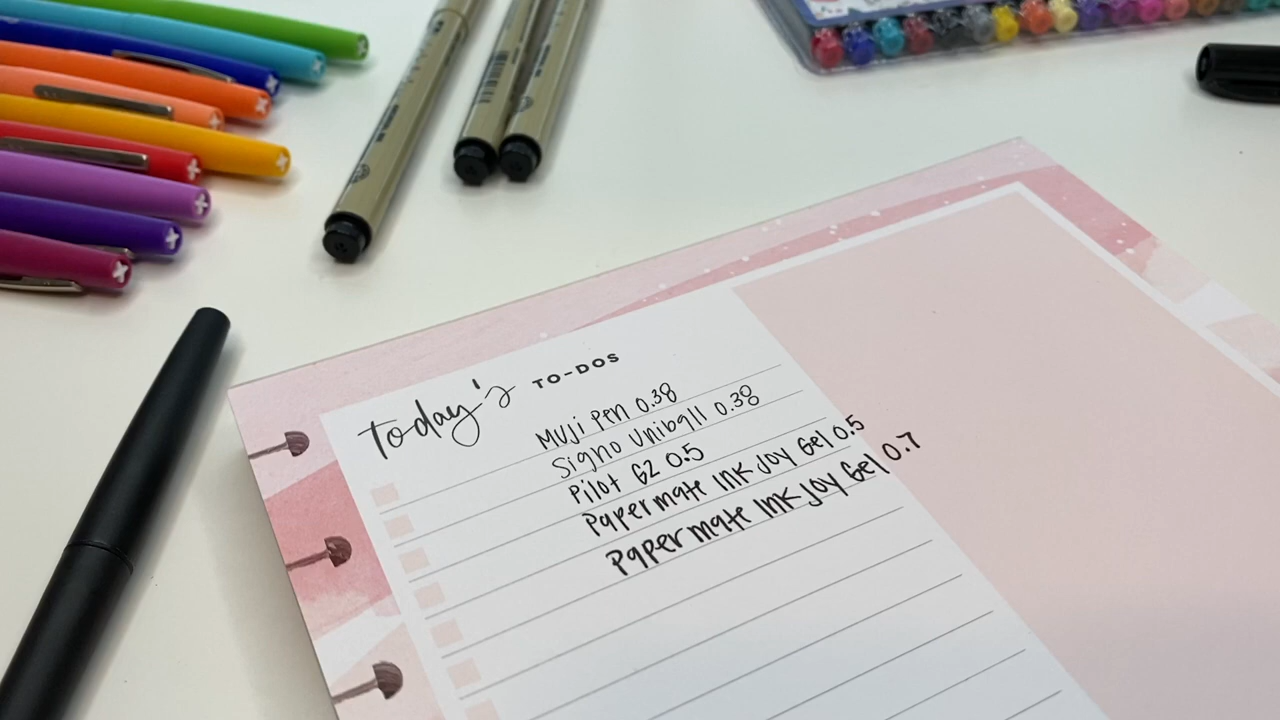 today's TO-DOS
Muji Pen 0.38
Signo Uniball 0.38
Pilot G2 0.5
Papermate Ink Joy Gel 0.5
Papermate Ink Joy Gel 0.7